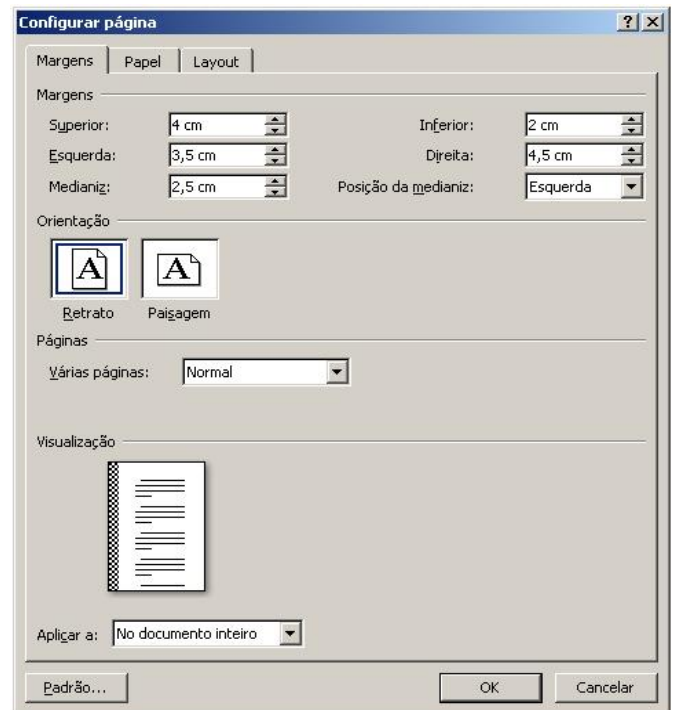 Configurar página
Margens Papel Layout
Margens
Superior: 4 cm Inferior: 2 cm
Esquerda: 3,5 cm Direita: 4,5 cm
Medianiz: 2,5 cm Posição da medianiz: Esquerda
Orientação
A A
Retrato Paisagem
Páginas
Várias páginas: Normal
Visualização
Aplicar a: No documento inteiro
Padrão... OK Cancelar